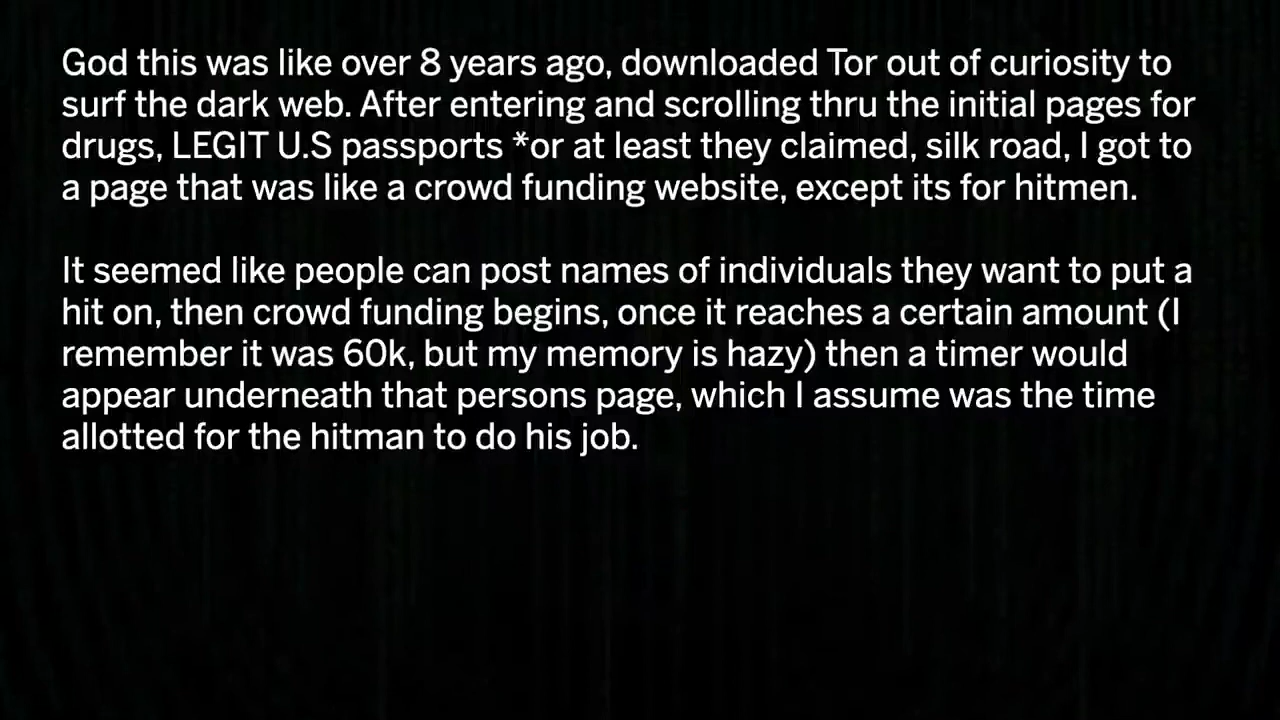 God this was like over 8 years ago, downloaded Tor out of curiosity to
surf the dark web. After entering and scrolling thru the initial pages for
drugs, LEGIT U.S passports *or at least they claimed, silk road, I got to
a page that was like a crowd funding website, except its for hitmen.
It seemed like people can post names of individuals they want to put a
hit on, then crowd funding begins, once it reaches a certain amount (I
remember it was 60k, but my memory is hazy) then a timer would
appear underneath that persons page, which I assume was the time
allotted for the hitman to do his job.